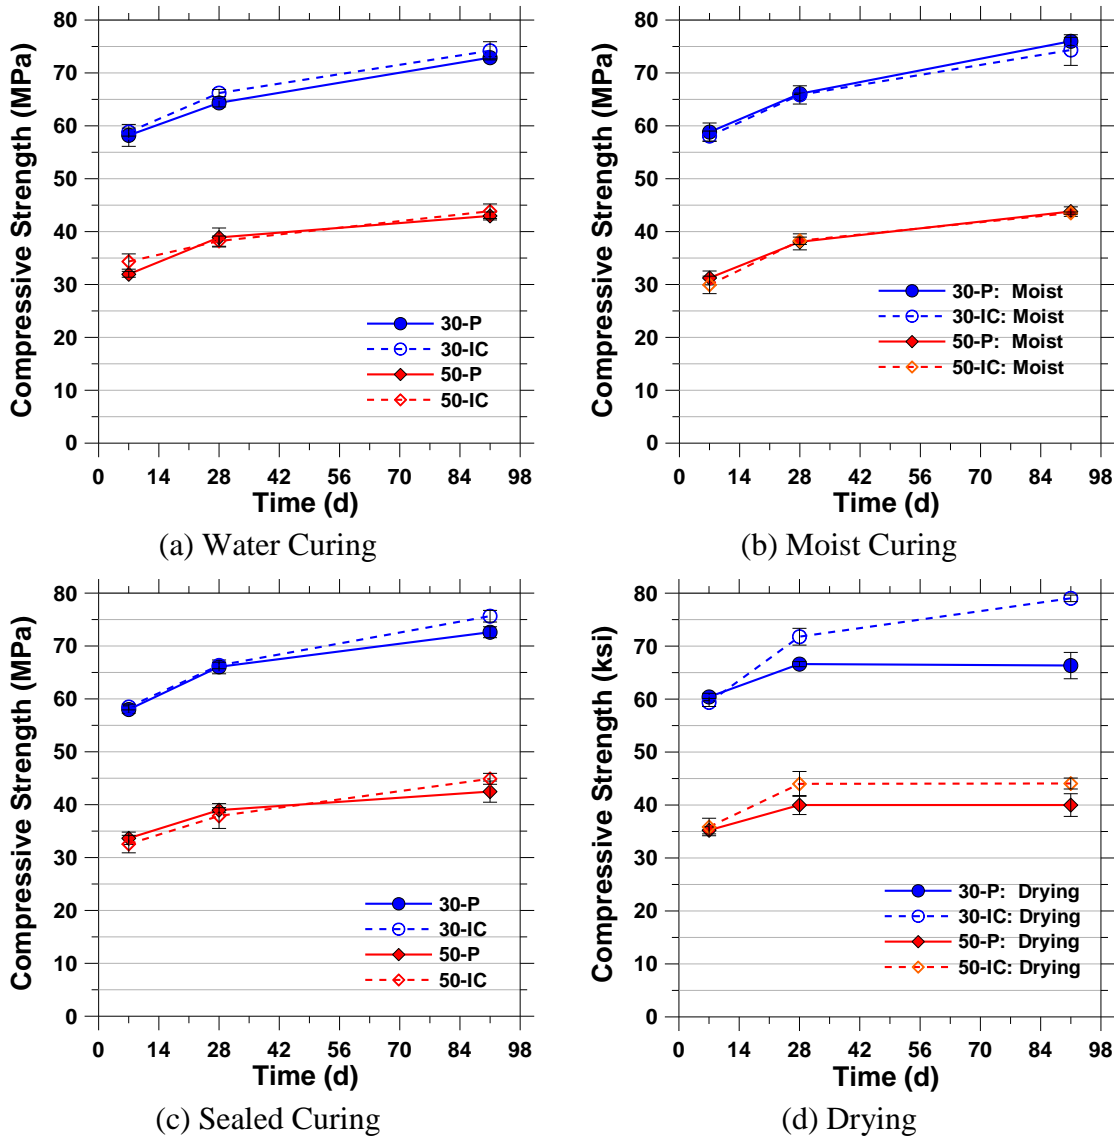 80
70
60
50
40
30
20
10
0
Compressive Strength (MPa)
30-P
30-IC
50-P
50-IC
0 14 28 42 56 70 84 98
Time (d)
(a) Water Curing
80
70
60
50
40
30
20
10
0
Compressive Strength (MPa)
30-P: Moist
30-IC: Moist
50-P: Moist
50-IC: Moist
0 14 28 42 56 70 84 98
Time (d)
(b) Moist Curing
80
70
60
50
40
30
20
10
0
Compressive Strength (MPa)
30-P
30-IC
50-P
50-IC
0 14 28 42 56 70 84 98
Time (d)
(c) Sealed Curing
80
70
60
50
40
30
20
10
0
Compressive Strength (ksi)
30-P: Drying
30-IC: Drying
50-P: Drying
50-IC: Drying
0 14 28 42 56 70 84 98
Time (d)
(d) Drying